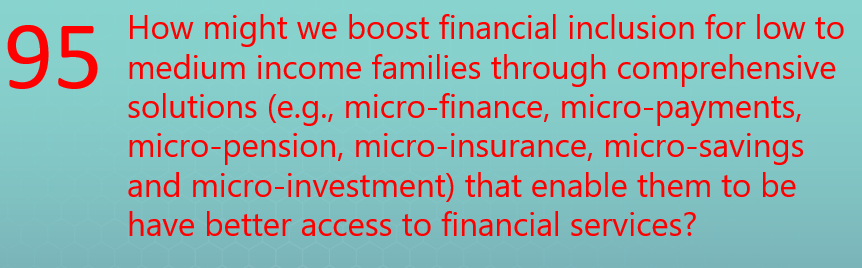 95
How might we boost financial inclusion for low to
medium income families through comprehensive
solutions (e.g., micro-finance, micro-payments,
micro-pension, micro-insurance, micro-savings
and micro-investment) that enable them to be
have better access to financial services?